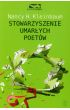 Nancy H. Kleinbaum
STOWARZYSZENIE
UMARŁYCH
POETÓW